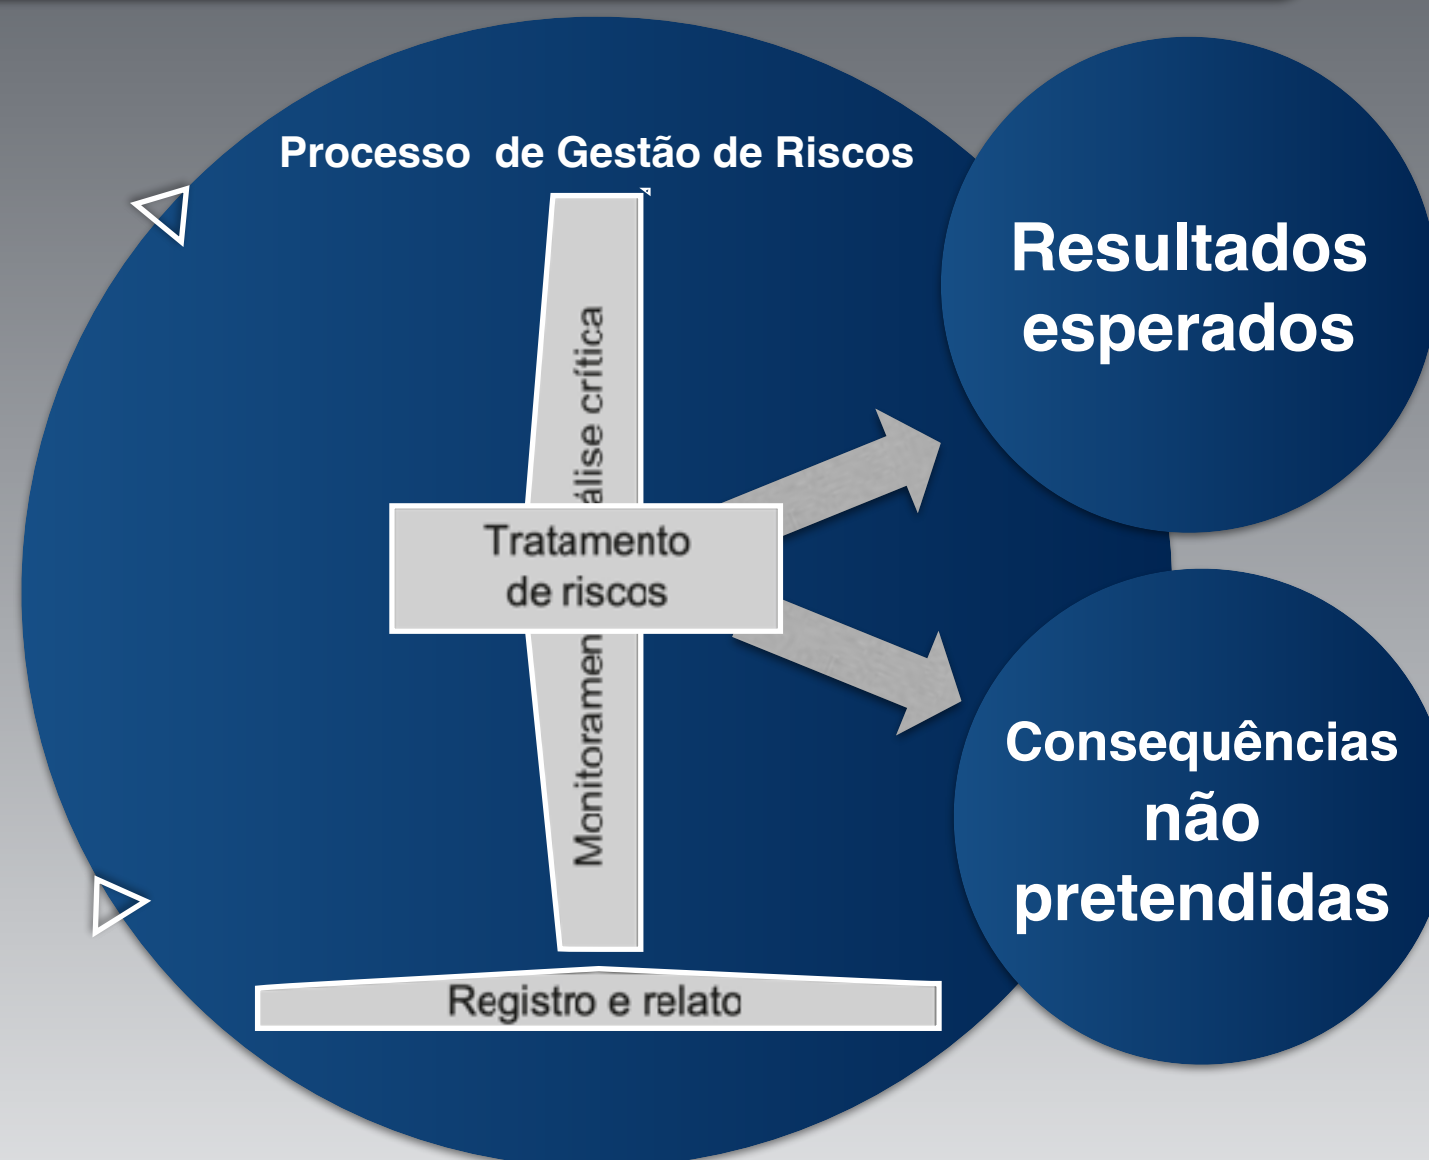 Processo de Gestão de Riscos
Resultados
esperados
álise crítica
Tratamento
de riscos
Monitoramen
Consequências
não
pretendidas
Registro e relato